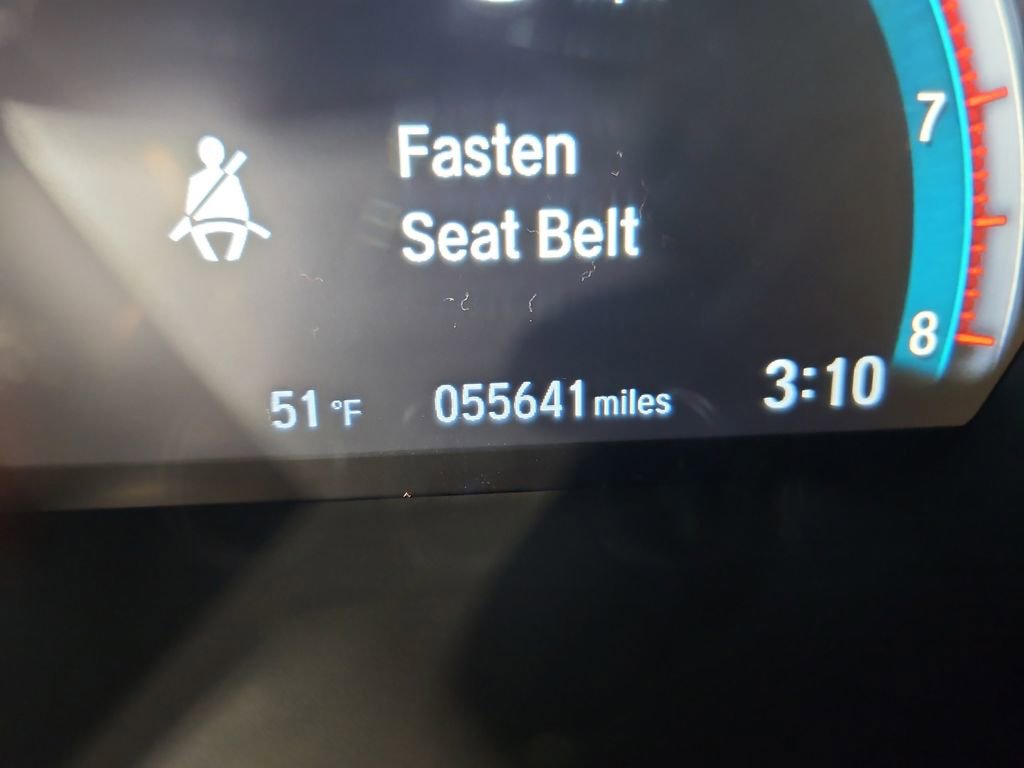 7
Fasten
Seat Belt
8
51 °F 055641 miles 3:10